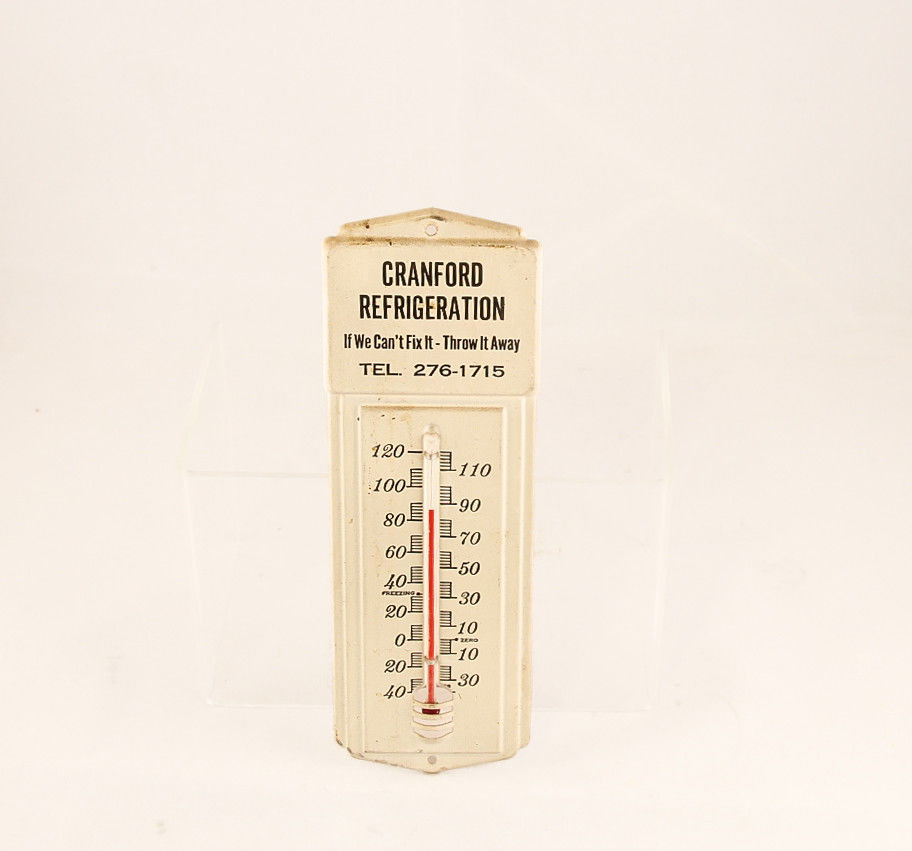 CRANFORD
REFRIGERATION
If We Can't Fix It - Throw It Away
TEL. 276-1715
120
110
100
90
80
70
60
50
40
FREEZING
30
20
10
0 ZERO
10
20
30
40